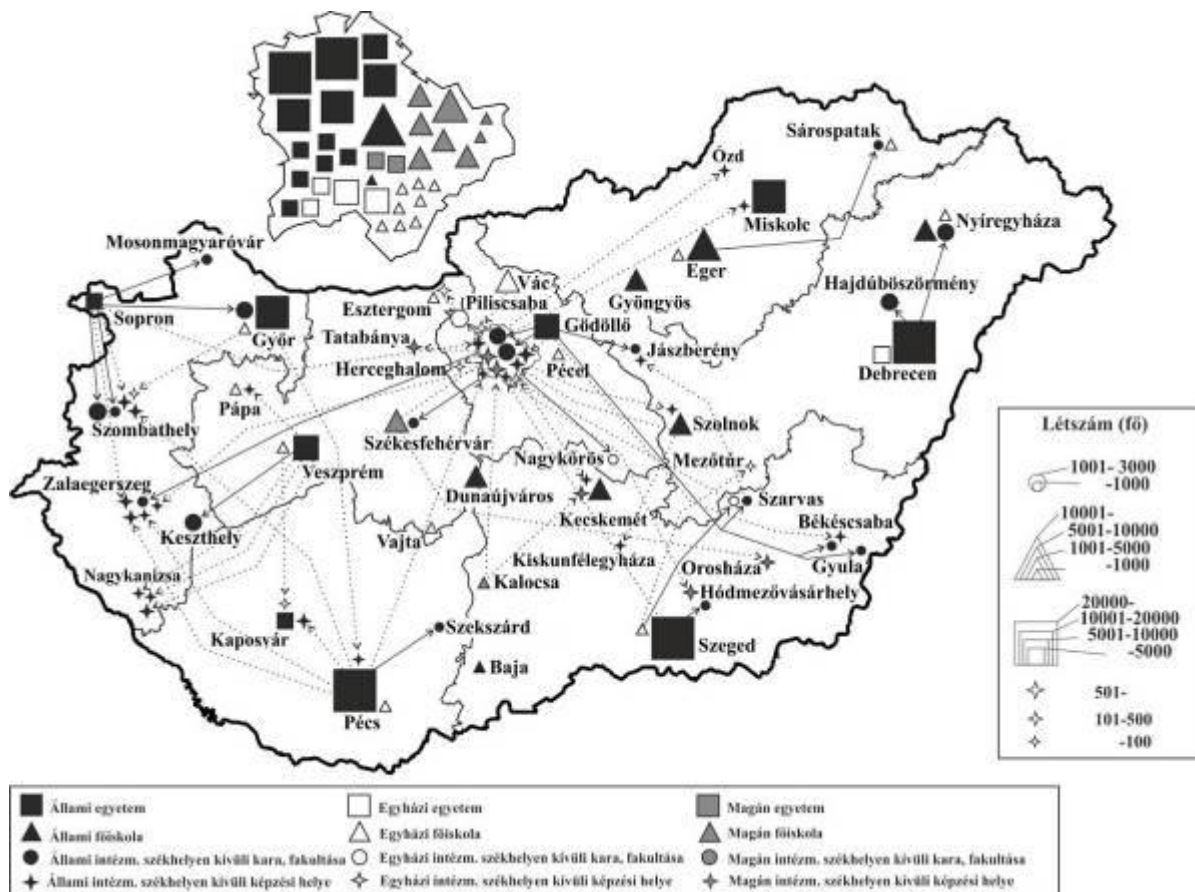 Sárospatak
Ózd
Mosonmagyaróvár
Miskolc
Nyíregyháza
Eger
Vác
Hajdúböszörmény
Esztergom
Piliscsaba
Gyöngyös
Sopron
Győr
Tatabánya
Gödöllő
Jászberény
Herceghalom
Pécel
Debrecen
Pápa
Szombathely
Székesfehérvár
Szolnok
Létszám (fő)
Veszprém
Nagykőrös
Mezőtúr
1001- 3000
-1000
Zalaegerszeg
Dunaújváros
Szarvas
Keszthely
Kecskemét
Békéscsaba
10001-
5001-10000
1001-5000
-1000
Vajta
Kiskunfélegyháza
Gyula
Nagykanizsa
Kalocsa
Orosháza
Hódmezővásárhely
20000-
10001-20000
5001-10000
-5000
Kaposvár
Szekszárd
Szeged
Baja
501-
101-500
-100
Pécs
Állami egyetem
Egyházi egyetem
Magán egyetem
Állami főiskola
Egyházi főiskola
Magán főiskola
Állami intézm. székhelyen kívüli kara, fakultása
Egyházi intézm. székhelyen kívüli kara, fakultása
Magán intézm. székhelyen kívüli kara, fakultása
Állami intézm. székhelyen kívüli képzési helye
Egyházi intézm. székhelyen kívüli képzési helye
Magán intézm. székhelyen kívüli képzési helye